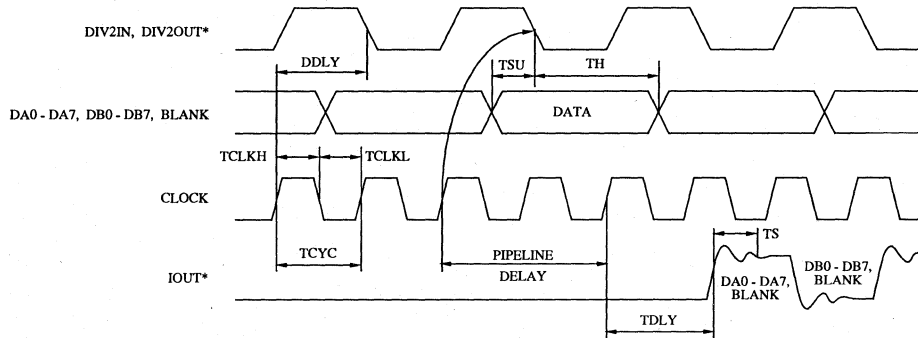 DIV2IN, DIV2OUT*
DDLY
TSU
TH
DA0 - DA7, DB0 - DB7, BLANK
DATA
TCLKH
TCLKL
CLOCK
TCYC
PIPELINE
DELAY
TS
IOUT*
DA0 - DA7,
BLANK
DB0 - DB7,
BLANK
TDLY